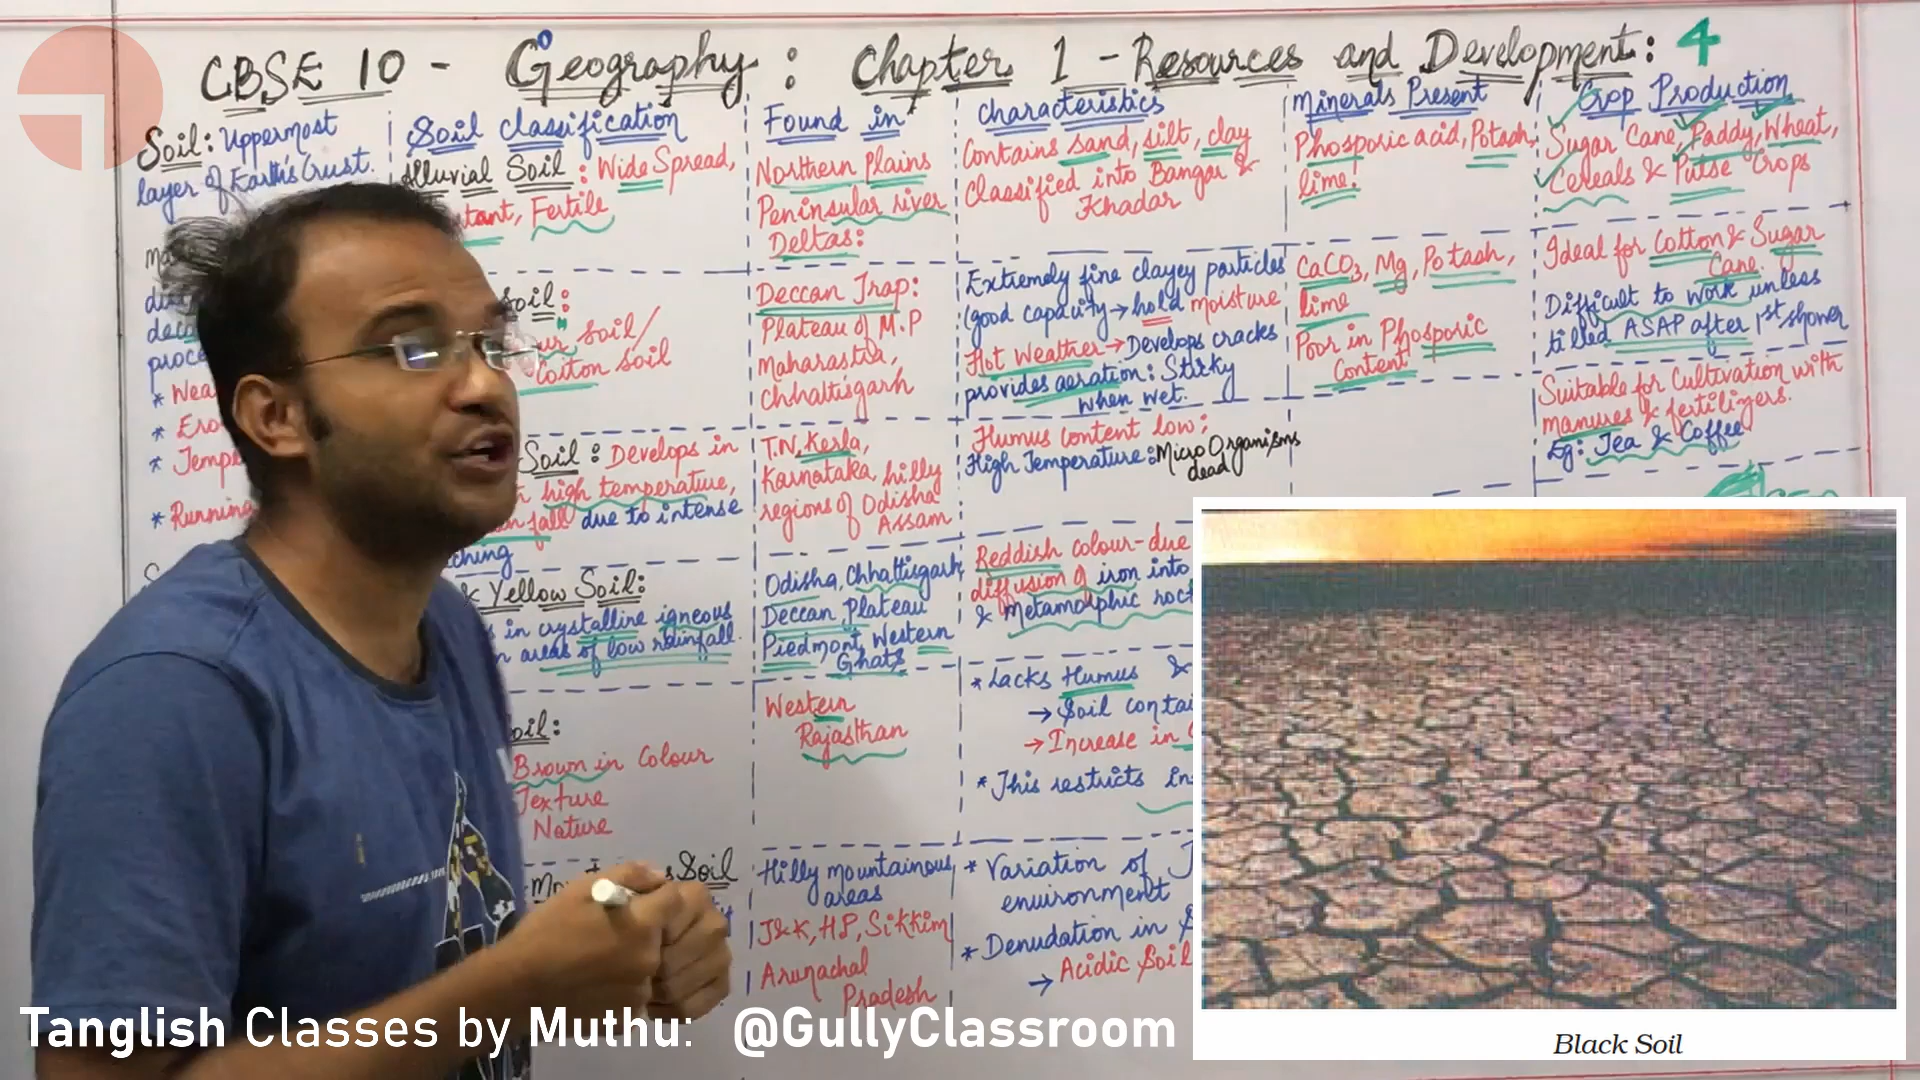 CBSE 10 - Geography : Chapter 1 - Resources and Development: 4
Soil: Uppermost
layer of Earth's Crust.
Soil classification
Alluvial Soil : Wide Spread,
Fertile
Soil:
soil/
Cotton soil
Soil : Develops in
high temperature,
due to intense
& Yellow Soil:
in crystalline igneous
areas of low rainfall.
Brown in Colour
Texture
Nature
Soil
Found in
Northern Plains
Peninsular river
Deltas:
Deccan Trap:
Plateau of M.P
Maharastra,
Chhaltisgarh
T.N, Kerla,
Karnataka, hilly
regions of Odisha
Assam
Odisha, Chhattisgarh,
Deccan Plateau
Piedmont Western
Ghats
Western
Rajasthan
Hilly mountainous
areas
J&K, HP, Sikkim
Arunachal
Pradesh
Characteristics
Contains sand, silt, clay
Classified into Bangar &
Khadar
Extremely fine clayey particles
(good capacity → hold moisture
Hot Weather → Develops cracks
provides aeration: Sticky
when wet.
Humus content low;
High Temperature: Micro Organisms
dead
Reddish colour - due
diffusion of iron into
& Metamorphic
* Lacks Humus &
→ Soil
→ Increase in
* This restricts
* Variation of
environment
* Denudation in
→ Acidic Soil
Minerals Present
Phosporic acid, Potash,
lime!
CaCO3, Mg, Potash,
lime
Poor in Phosporic
Content
Crop Production
Sugar Cane, Paddy, Wheat,
Cereals & Pulse Crops
Ideal for Cotton & Sugar
Cane.
Difficult to work unless
tilled ASAP after 1st shower
Suitable for Cultivation with
manures & fertilizers.
Eg: Tea & Coffee
Black Soil
Tanglish Classes by Muthu: @GullyClassroom